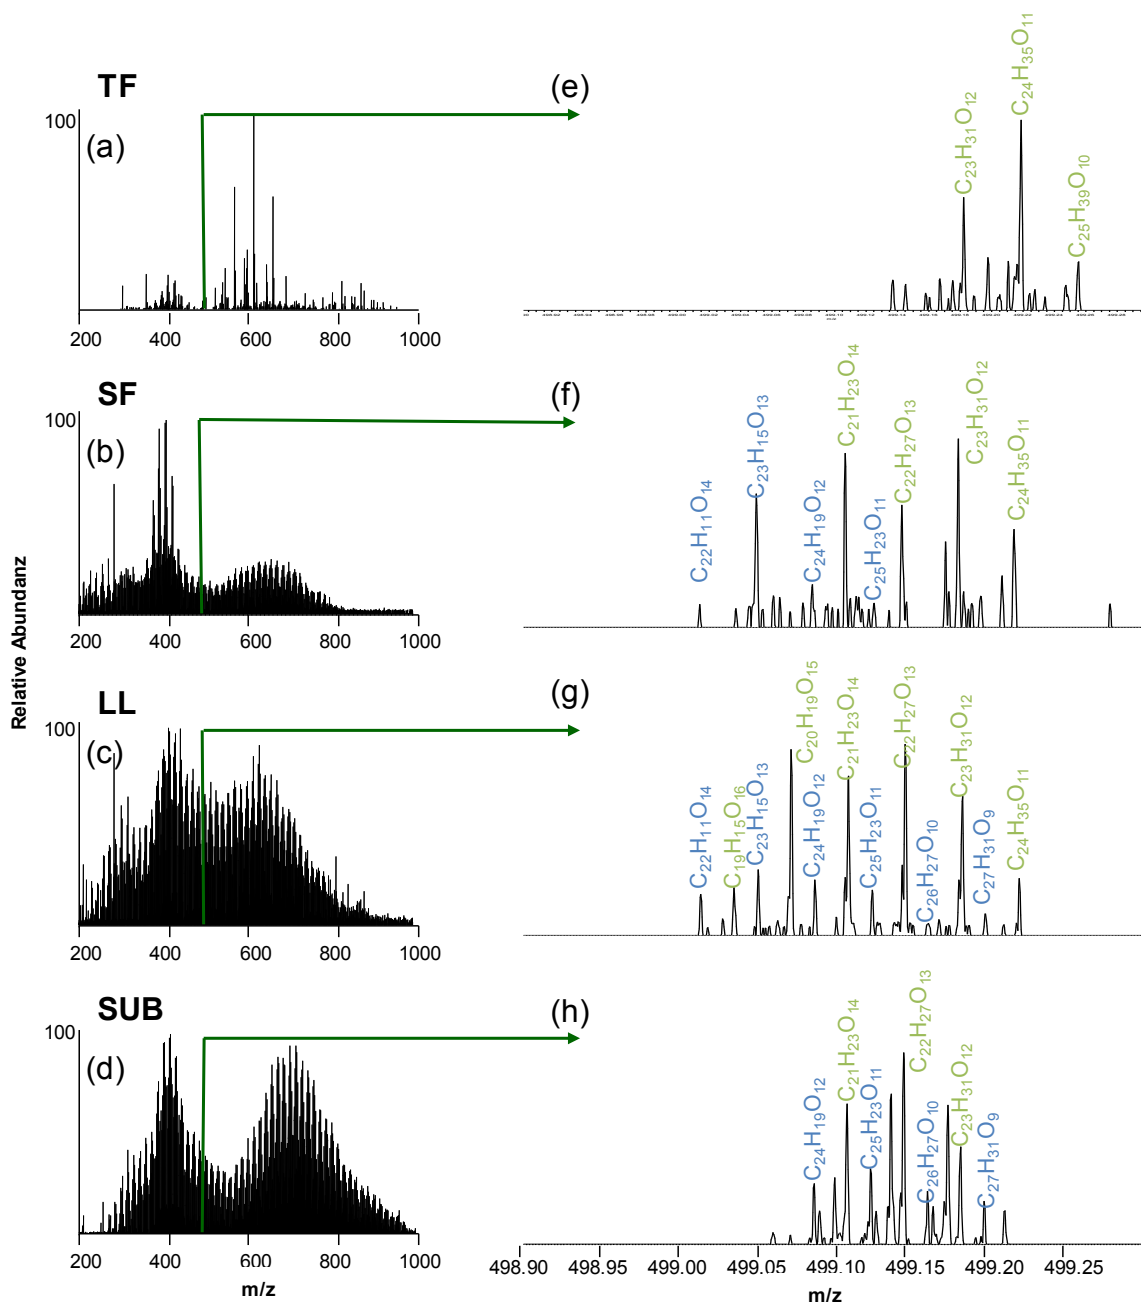 TF
100
(a)
200
400
600
800
1000
(e)
C23H31O12
C24H35O11
C25H39O10
SF
100
(b)
200
400
600
800
1000
(f)
C22H11O14
C23H15O13
C24H19O12
C21H23O14
C25H23O11
C22H27O13
C23H31O12
C24H35O11
Relative Abundanz
LL
100
(c)
200
400
600
800
1000
(g)
C22H11O14
C19H15O16
C23H15O13
C20H19O15
C24H19O12
C21H23O14
C25H23O11
C22H27O13
C26H27O10
C23H31O12
C27H31O9
C24H35O11
SUB
100
(d)
200
400
600
800
1000
m/z
(h)
C24H19O12
C21H23O14
C25H23O11
C22H27O13
C26H27O10
C23H31O12
C27H31O9
498.90
498.95
499.00
499.05
499.10
499.15
499.20
499.25
m/z